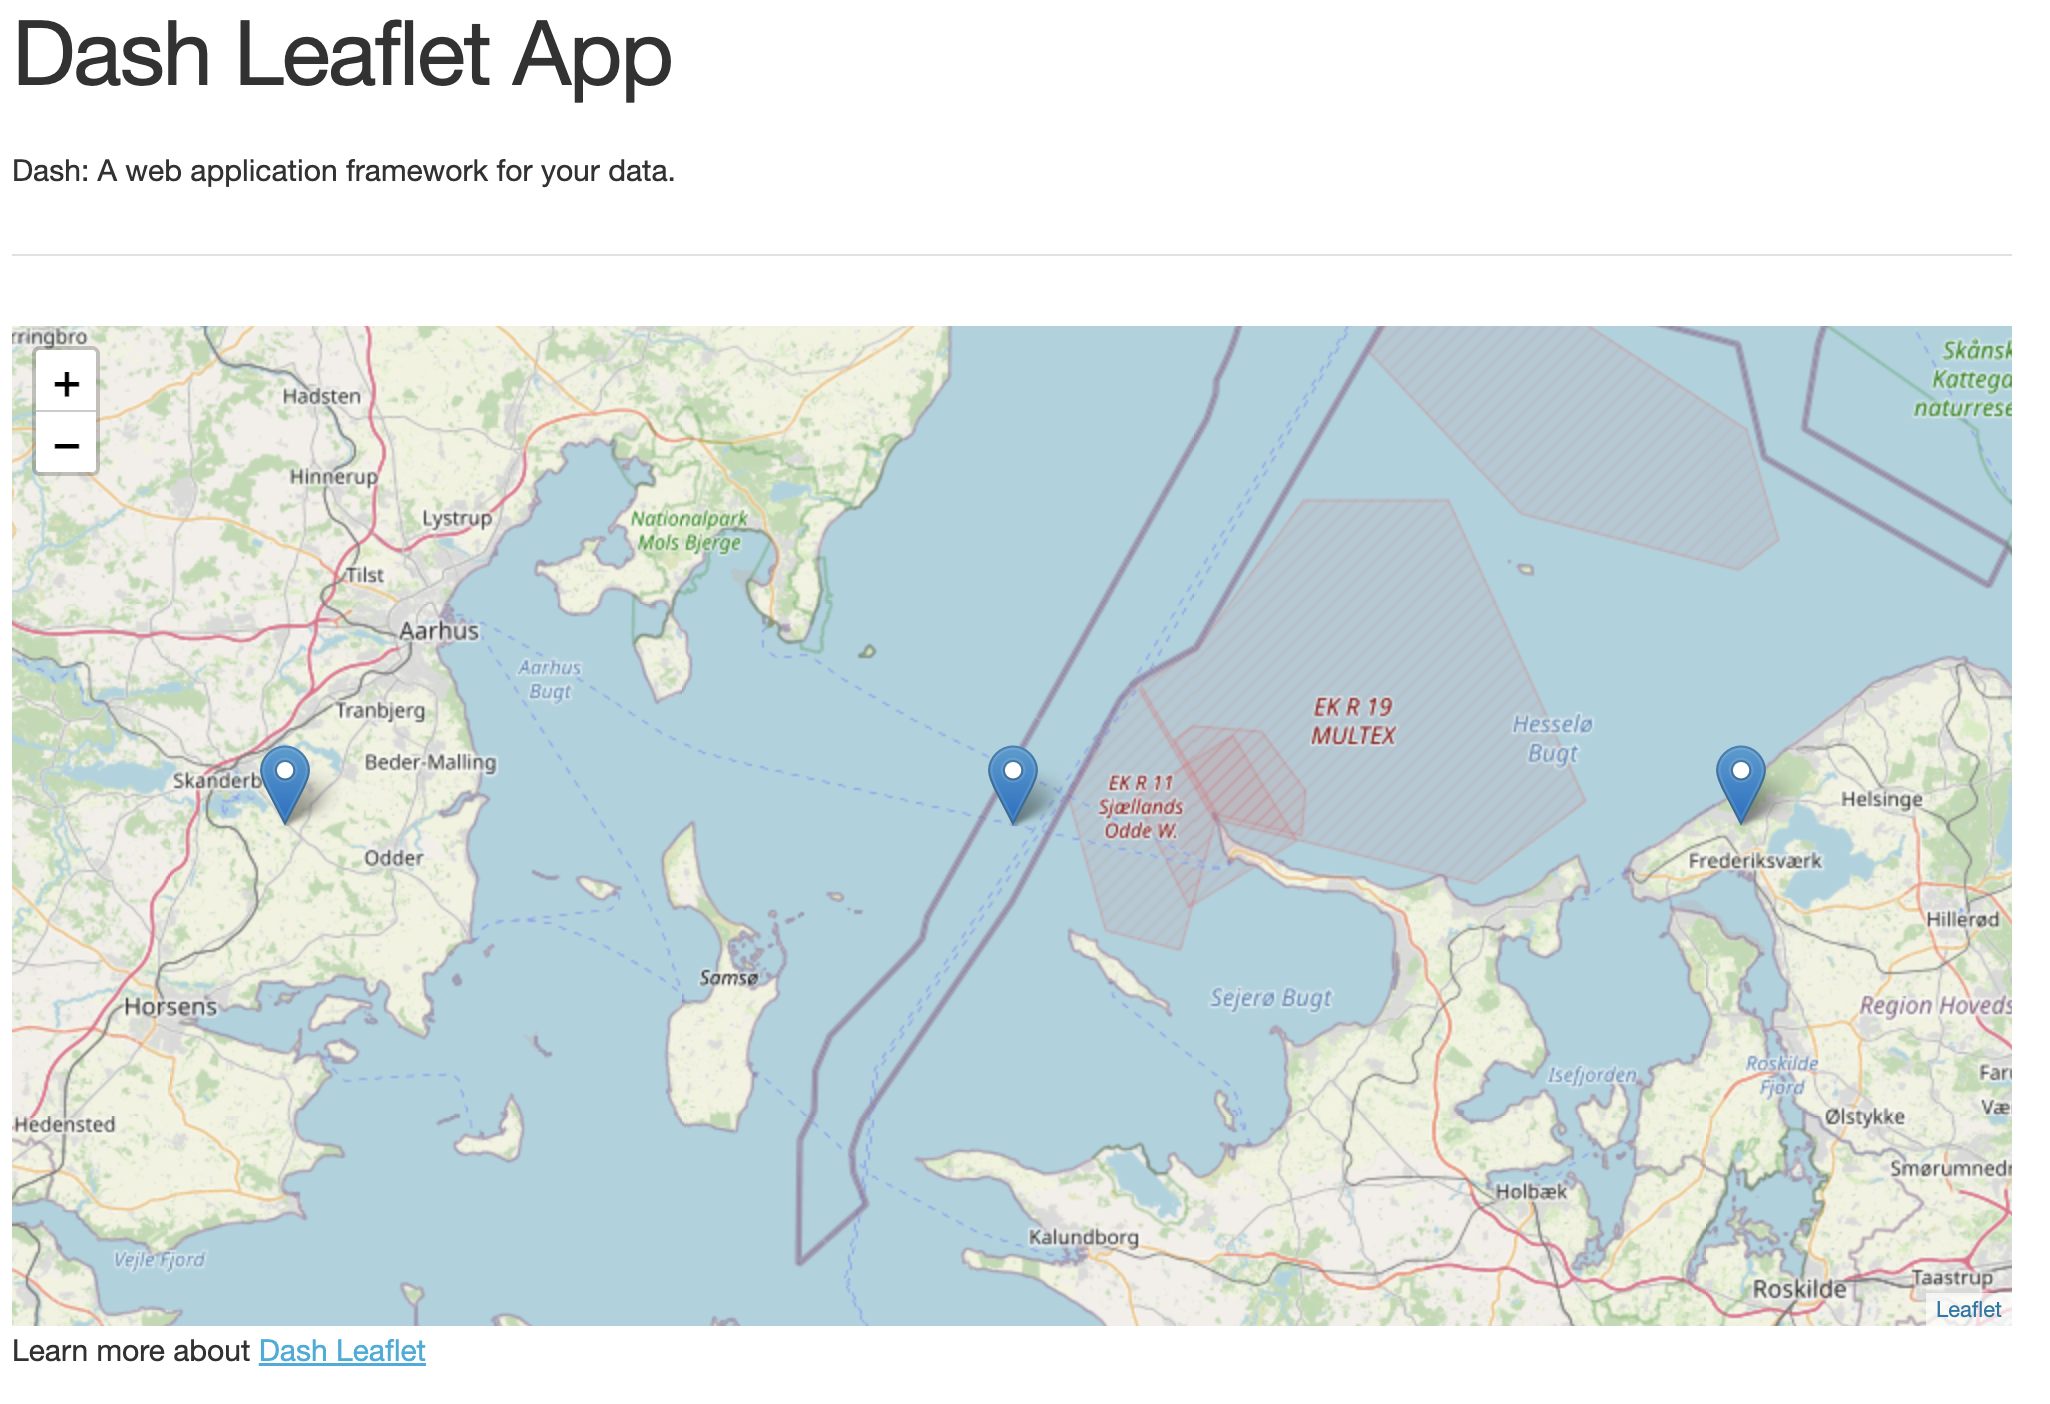 Dash Leaflet App
Dash: A web application framework for your data.
rringbro
+
−
Hadsten
Hinnerup
Lystrup
Nationalpark
Mols Bjerge
Tilst
Aarhus
Aarhus
Bugt
Tranbjerg
Beder-Malling
Skanderb
Odder
Horsens
Samsø
Hedensted
Vejle Fjord
Skånsk
Kattega
naturrese
EK R 19
MULTEX
Hesselø
Bugt
EK R 11
Sjællands
Odde W.
Helsinge
Frederiksværk
Hillerød
Sejerø Bugt
Region Hoveds
Isefjorden
Roskilde
Fjord
Far
Væ
Ølstykke
Smørumned
Holbæk
Kalundborg
Roskilde
Taastrup
Leaflet
Learn more about Dash Leaflet